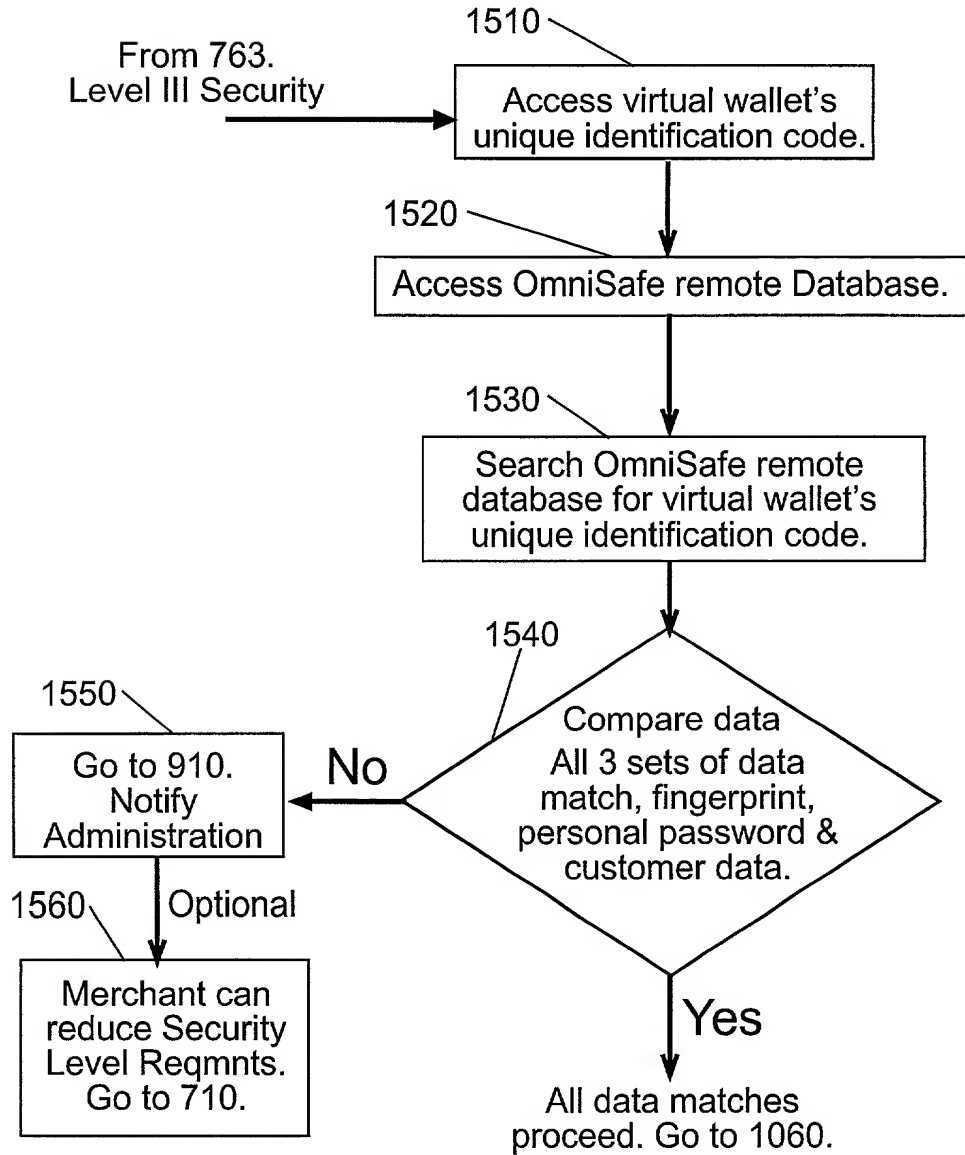 1510
From 763.
Level III Security
Access virtual wallet's
unique identification code.
1520
Access OmniSafe remote Database.
1530
Search OmniSafe remote
database for virtual wallet's
unique identification code.
1540
Compare data
All 3 sets of data
match, fingerprint,
personal password &
customer data.
No
1550
Go to 910.
Notify
Administration
1560
Optional
Merchant can
reduce Security
Level Reqmnts.
Go to 710.
Yes
All data matches
proceed. Go to 1060.